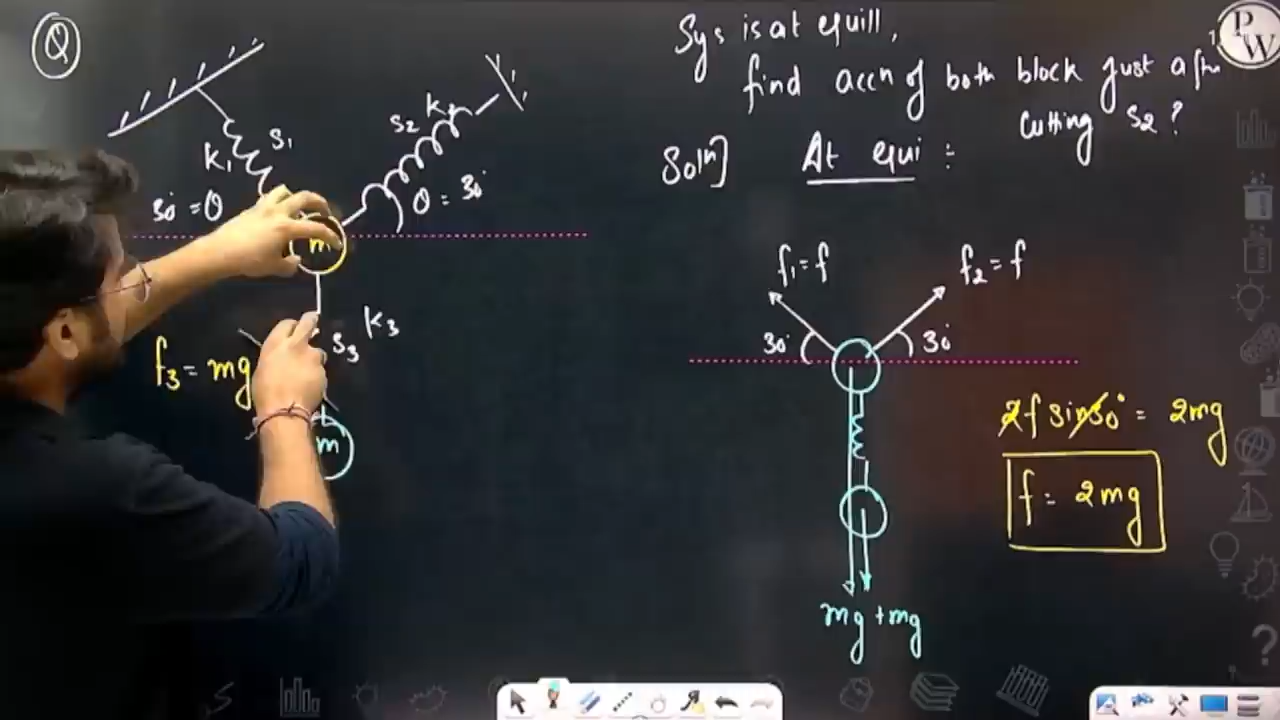 Q
Sys is at equill,
find accn of both block just after
cutting S2?
Soln] At equi :
K1 S1
S2 K2
30° = θ
θ = 30°
m
S3 K3
f3 = mg
m
f1 = f
f2 = f
30°
30°
2f sin30° = 2mg
f = 2mg
mg + mg
PW